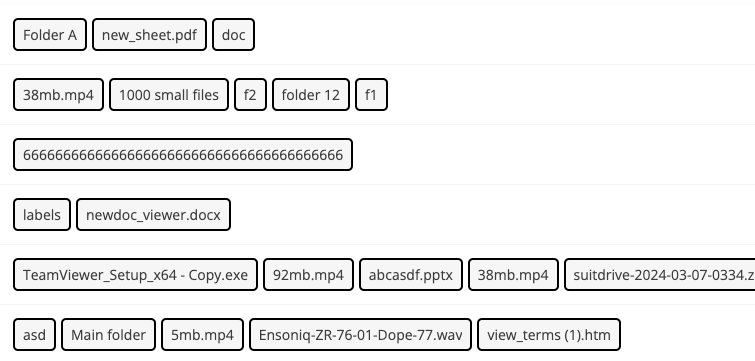 Folder A new_sheet.pdf doc
38mb.mp4 1000 small files f2 folder 12 f1
6666666666666666666666666666666666666666
labels newdoc_viewer.docx
TeamViewer_Setup_x64 - Copy.exe 92mb.mp4 abcasdf.pptx 38mb.mp4 suitdrive-2024-03-07-0334.z
asd Main folder 5mb.mp4 Ensoniq-ZR-76-01-Dope-77.wav view_terms (1).htm